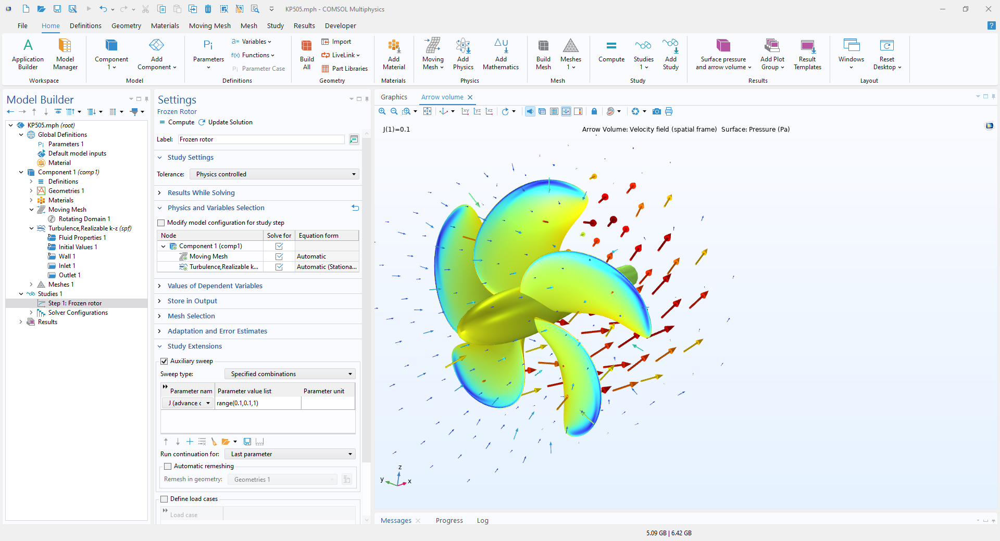 KP505.mph - COMSOL Multiphysics
File Home Definitions Geometry Materials Moving Mesh Mesh Study Results Developer
Application Builder
Model Manager
Workspace
Component 1
Add Component
Model
Parameters
a= Variables
f(x) Functions
Pi Parameter Case
Definitions
Build All
Import
LiveLink
Part Libraries
Geometry
Add Material
Materials
Moving Mesh
Add Physics
Add Mathematics
Physics
Build Mesh
Meshes 1
Mesh
Compute
Studies 1
Add Study
Study
Surface pressure and arrow volume
Add Plot Group
Result Templates
Results
Windows
Reset Desktop
Layout
Model Builder
KP505.mph (root)
Global Definitions
Parameters 1
Default model inputs
Material
Component 1 (comp1)
Definitions
Geometries 1
Materials
Moving Mesh
Rotating Domain 1
Turbulence,Realizable k-ε (spf)
Fluid Properties 1
Initial Values 1
Wall 1
Inlet 1
Outlet 1
Meshes 1
Studies 1
Step 1: Frozen rotor
Solver Configurations
Results
Settings
Frozen Rotor
= Compute Update Solution
Label: Frozen rotor
Study Settings
Tolerance: Physics controlled
Results While Solving
Physics and Variables Selection
Modify model configuration for study step
Node Solve for Equation form
Component 1 (comp1)
Moving Mesh Automatic
Turbulence,Realizable k... Automatic (Stationa...
Values of Dependent Variables
Store in Output
Mesh Selection
Adaptation and Error Estimates
Study Extensions
Auxiliary sweep
Sweep type: Specified combinations
Parameter nam Parameter value list Parameter unit
J (advance c range(0.1,0.1,1)
Run continuation for: Last parameter
Automatic remeshing
Remesh in geometry: Geometries 1
Define load cases
Load case
Graphics Arrow volume
xy yz xz
J(1)=0.1 Arrow Volume: Velocity field (spatial frame) Surface: Pressure (Pa)
z
y
x
Messages Progress Log
5.09 GB | 6.42 GB